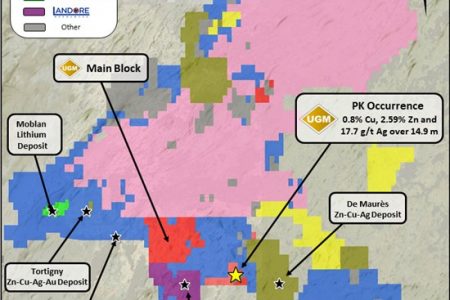 LANDORE
RESOURCES
Other
UGM
Main Block
UGM
PK Occurrence
0.8% Cu, 2.59% Zn and
17.7 g/t Ag over 14.9 m
Moblan
Lithium
Deposit
De Maurès
Zn-Cu-Ag Deposit
Tortigny
Zn-Cu-Ag-Au Deposit